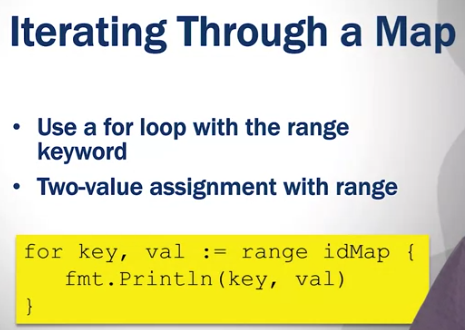 Iterating Through a Map
• Use a for loop with the range
keyword
• Two-value assignment with range
for key, val := range idMap {
fmt.Println(key, val)
}